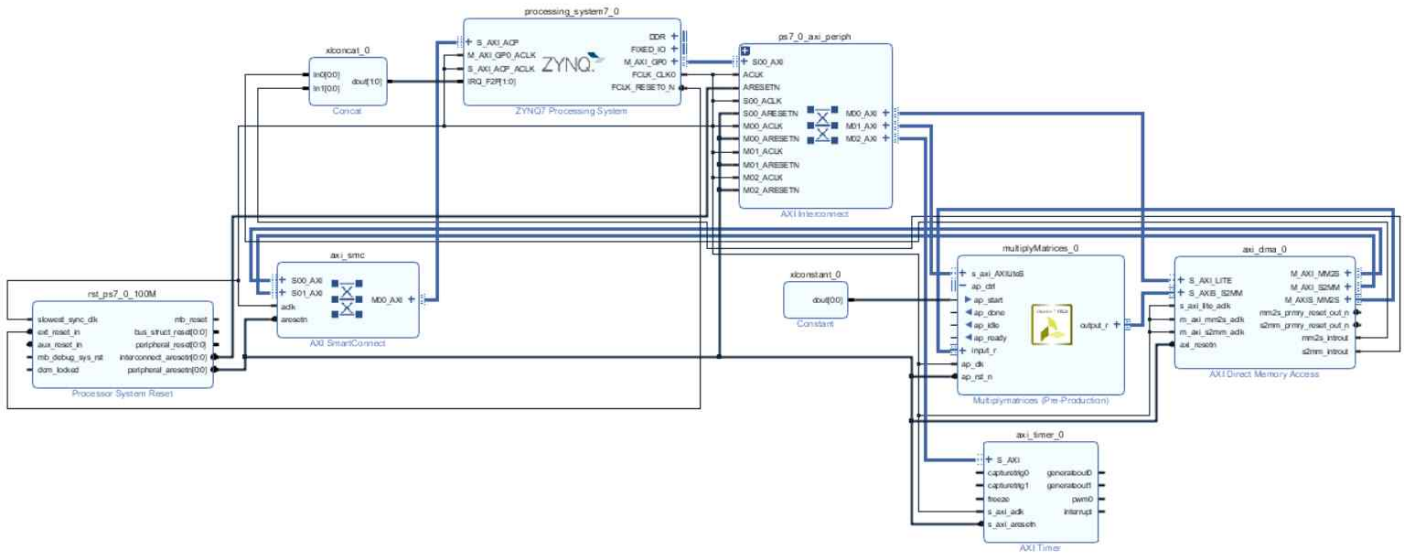 processing_system7_0
S_AXI_ACP
M_AXI_GP0_ACLK
S_AXI_ACP_ACLK
IRQ_F2P[1:0]
ZYNQ
DDR
FIXED_IO
M_AXI_GP0
FCLK_CLK0
FCLK_RESET0_N
ZYNQ7 Processing System
xlconcat_0
In0[0:0]
In1[0:0]
dout[1:0]
Concat
ps7_0_axi_periph
S00_AXI
ACLK
ARESETN
S00_ACLK
S00_ARESETN
M00_ACLK
M00_ARESETN
M01_ACLK
M01_ARESETN
M02_ACLK
M02_ARESETN
M00_AXI
M01_AXI
M02_AXI
AXI Interconnect
axi_smc
S00_AXI
S01_AXI
aclk
aresetn
M00_AXI
AXI SmartConnect
rst_ps7_0_100M
slowest_sync_clk
ext_reset_in
aux_reset_in
mb_debug_sys_rst
dcm_locked
mb_reset
bus_struct_reset[0:0]
peripheral_reset[0:0]
interconnect_aresetn[0:0]
peripheral_aresetn[0:0]
Processor System Reset
xlconstant_0
dout[0:0]
Constant
multiplyMatrices_0
s_axi_AXILiteS
ap_ctrl
ap_start
ap_done
ap_idle
ap_ready
input_r
ap_clk
ap_rst_n
output_r
Multiplymatrices (Pre-Production)
axi_dma_0
S_AXI_LITE
S_AXIS_S2MM
s_axi_lite_aclk
m_axi_mm2s_aclk
m_axi_s2mm_aclk
axi_resetn
M_AXI_MM2S
M_AXI_S2MM
M_AXIS_MM2S
mm2s_prmry_reset_out_n
s2mm_prmry_reset_out_n
mm2s_introut
s2mm_introut
AXI Direct Memory Access
axi_timer_0
S_AXI
capturetrig0
capturetrig1
freeze
s_axi_aclk
s_axi_aresetn
generateout0
generateout1
pwm0
interrupt
AXI Timer